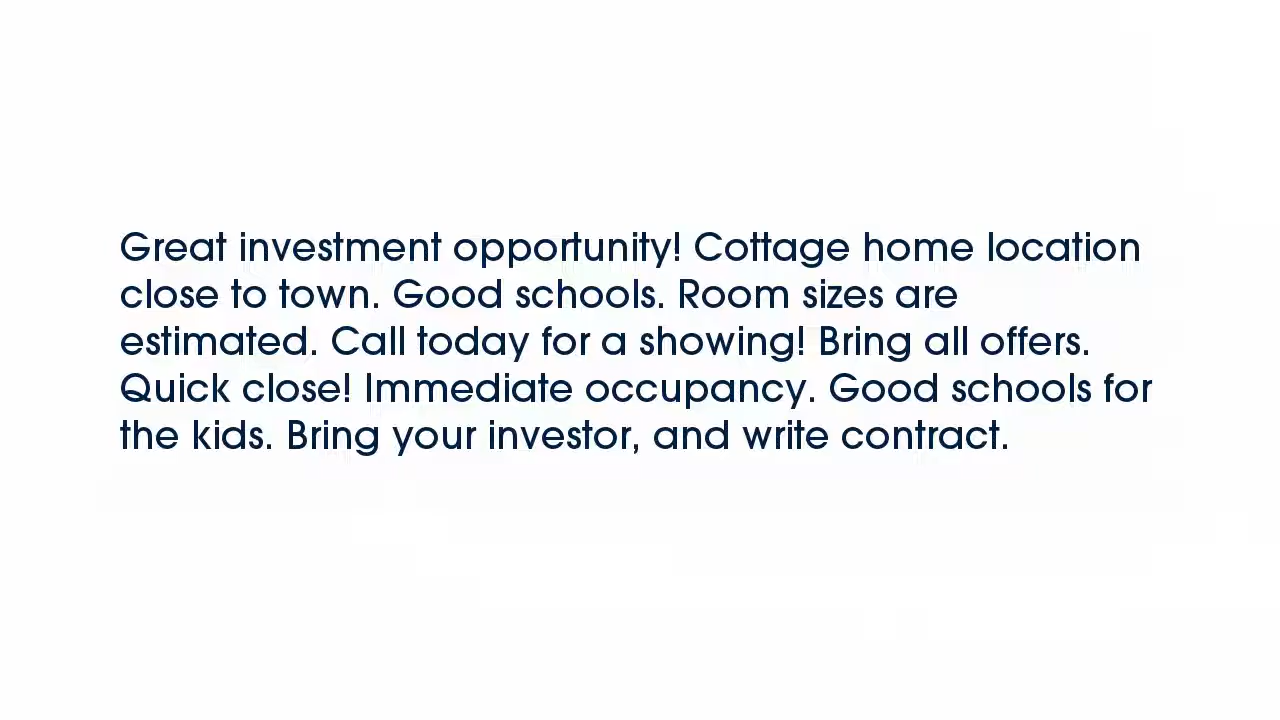 Great investment opportunity! Cottage home location
close to town. Good schools. Room sizes are
estimated. Call today for a showing! Bring all offers.
Quick close! Immediate occupancy. Good schools for
the kids. Bring your investor, and write contract.